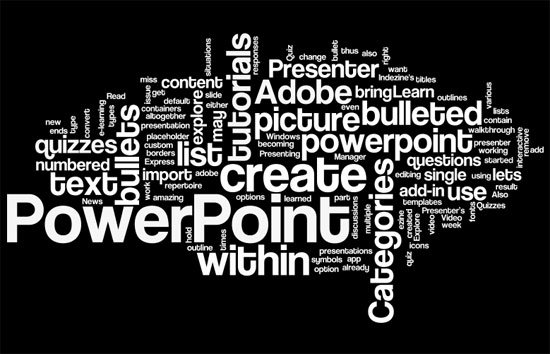 bullet thus also
Quiz change right
situations responses Presenter want
miss content slide Indezine's titles
issue get either Adobe bring Learn
Read containers default explore tutorials even outlines various
e-learning altogether may picture bulleted lists
new types convert presentation Windows contain
ends type placeholder becoming powerpoint walkthrough
quizzes bullets custom list Presenting presenter interactive remove
numbered borders Manager questions working started add
Express import adobe create editing single using lets
text work repertoire Categories add-in use result
News amazing options learned part multiple templates Also
PowerPoint discussions ezine created Presenter's fonts Quizzes
hold times Explore Video week
outline presentations quiz icons
within symbols app
option already